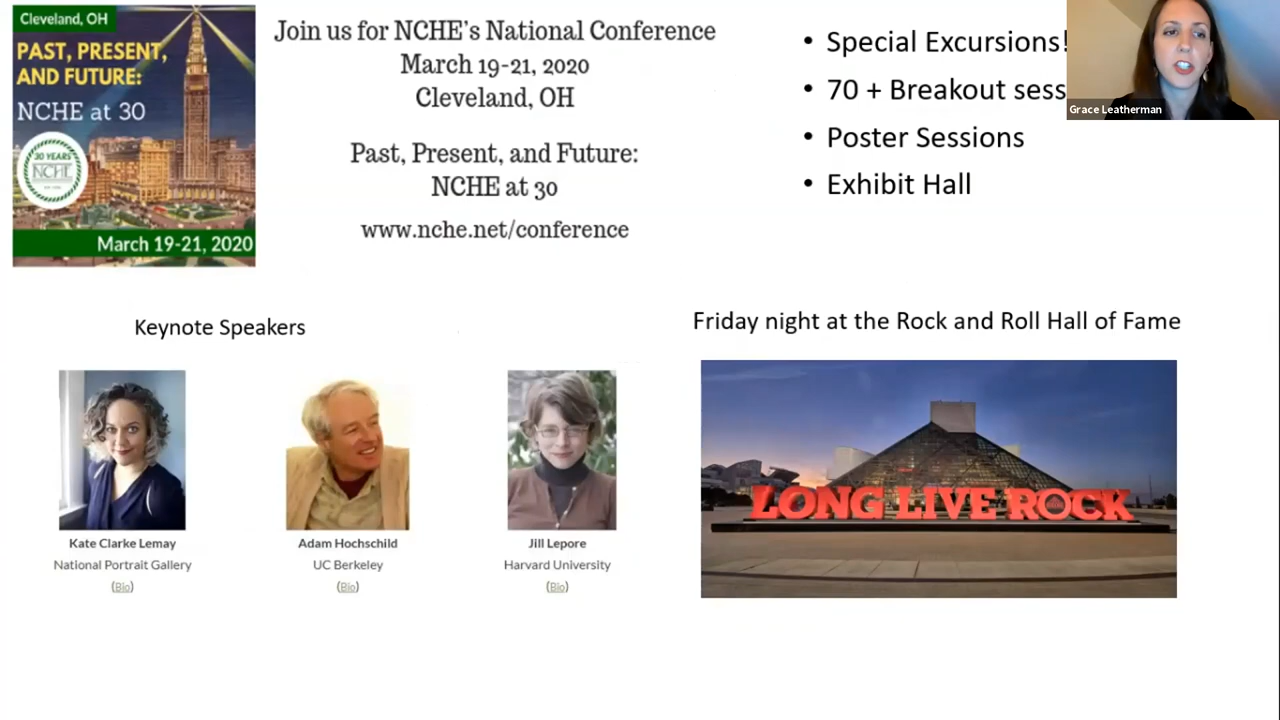 Cleveland, OH
PAST, PRESENT,
AND FUTURE:
NCHE at 30
30 YEARS
NCHE
March 19-21, 2020
Join us for NCHE's National Conference
March 19-21, 2020
Cleveland, OH
Past, Present, and Future:
NCHE at 30
www.nche.net/conference
• Special Excursions!
• 70 + Breakout sess
• Poster Sessions
• Exhibit Hall
Grace Leatherman
Keynote Speakers
Kate Clarke Lemay
National Portrait Gallery
(Bio)
Adam Hochschild
UC Berkeley
(Bio)
Jill Lepore
Harvard University
(Bio)
Friday night at the Rock and Roll Hall of Fame
LONG LIVE ROCK